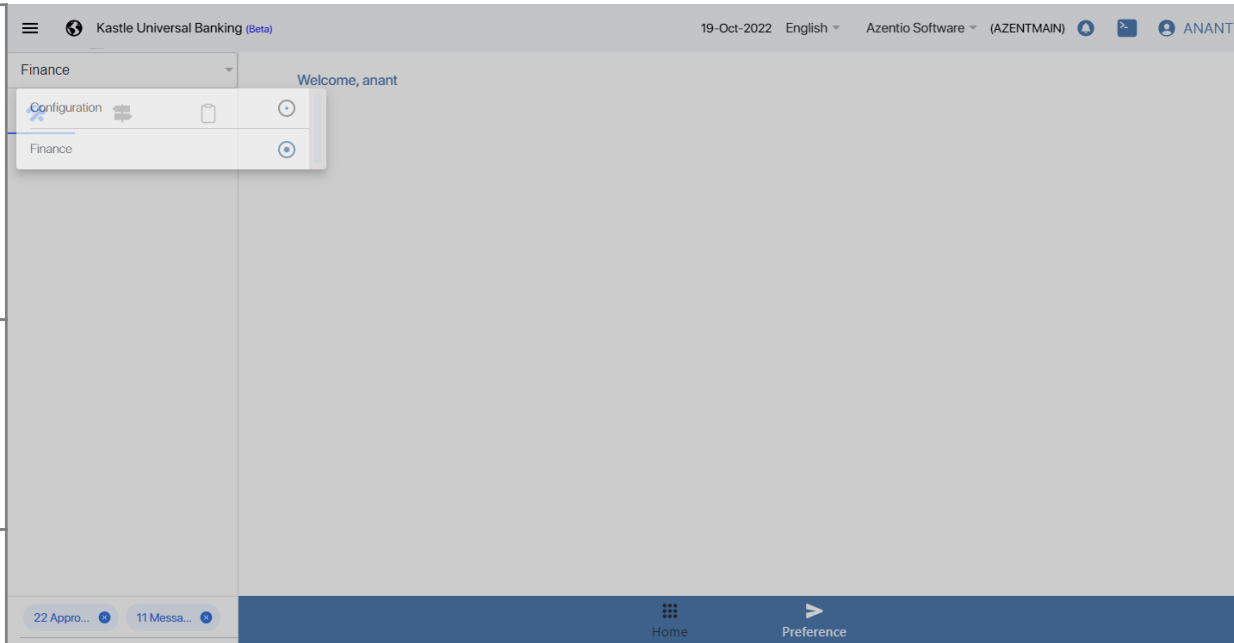 Kastle Universal Banking (Beta) 19-Oct-2022 English Azentio Software (AZENTMAIN) ANANT
Finance
Welcome, anant
Configuration
Finance
22 Appro... 11 Messa...
Home Preference